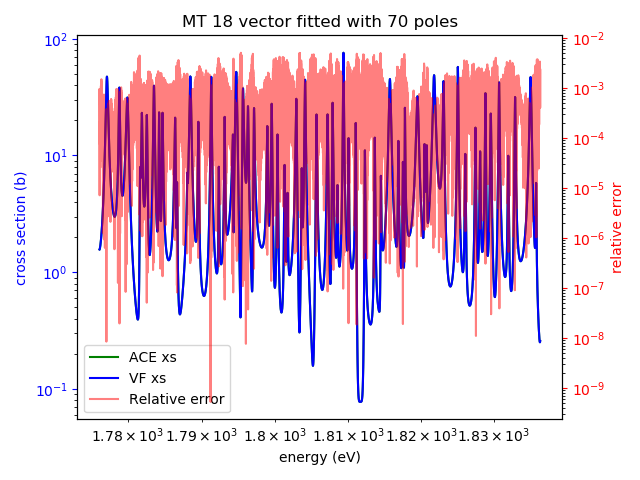 MT 18 vector fitted with 70 poles
10²
10¹
10⁰
10⁻¹
cross section (b)
10⁻²
10⁻³
10⁻⁴
10⁻⁵
10⁻⁶
10⁻⁷
10⁻⁸
10⁻⁹
relative error
ACE xs
VF xs
Relative error
1.78 × 10³ 1.79 × 10³ 1.8 × 10³ 1.81 × 10³ 1.82 × 10³ 1.83 × 10³
energy (eV)